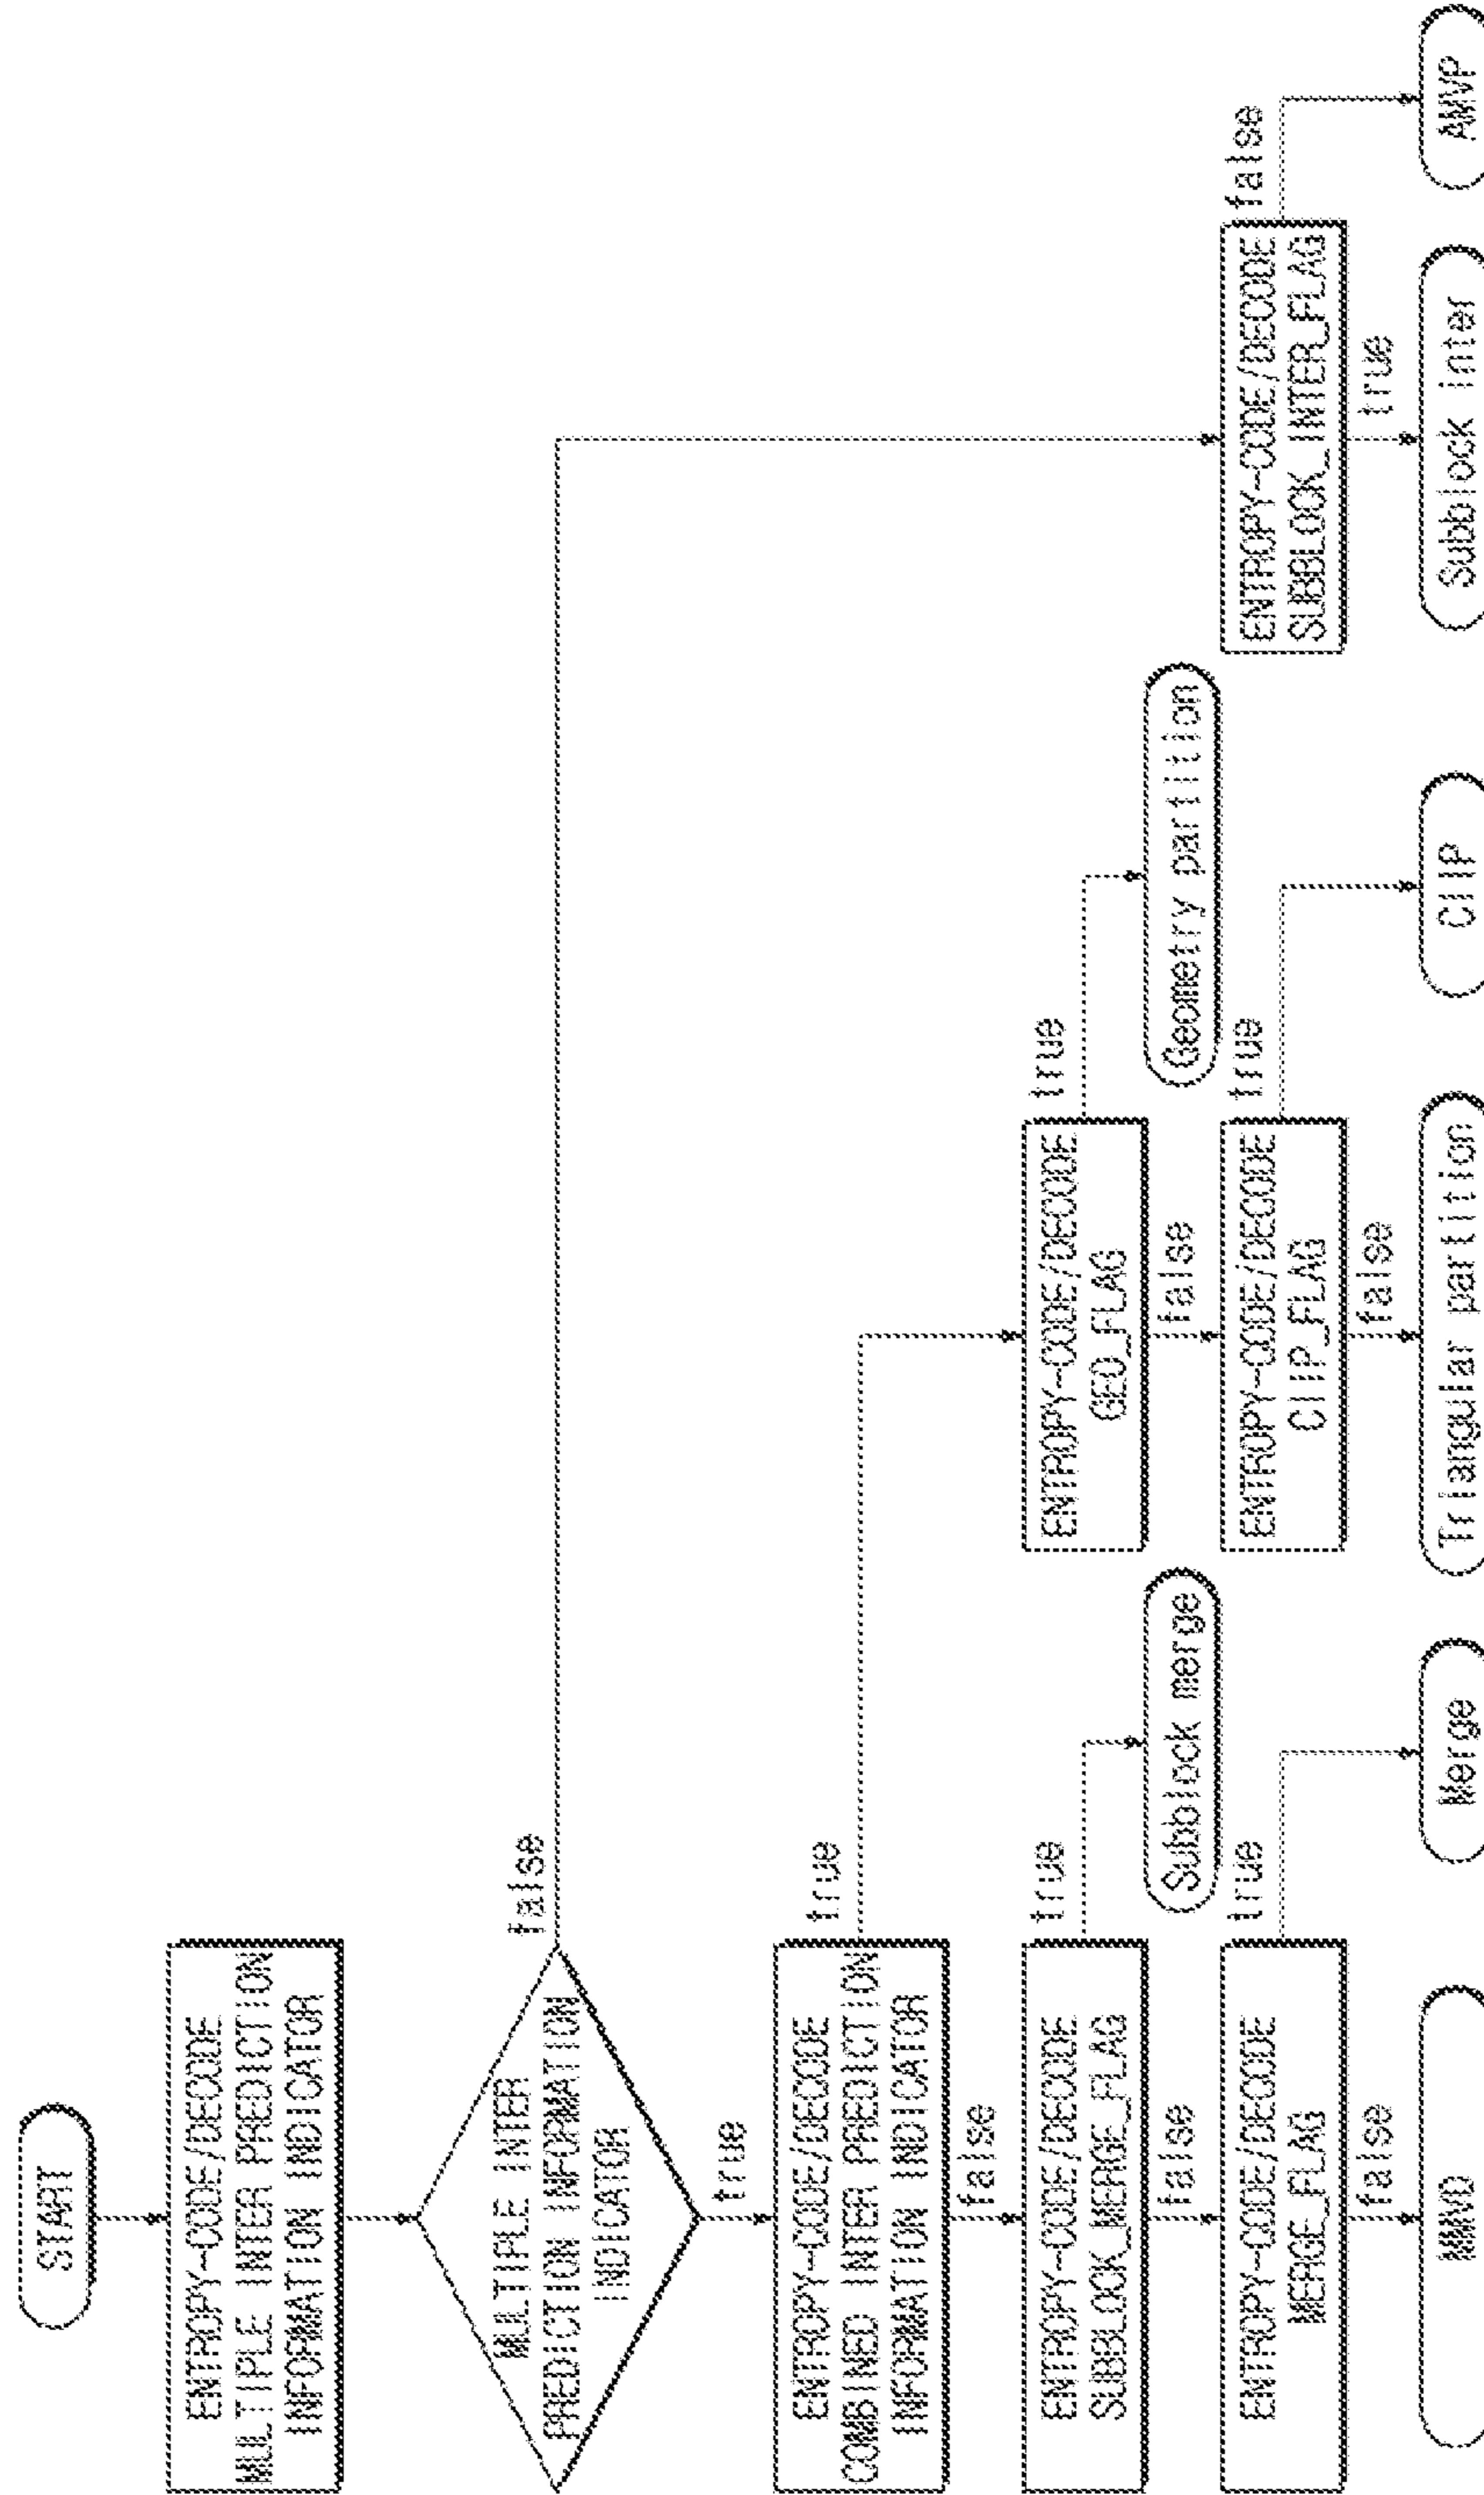 START
ENTROPY-CODE/DECODE
MULTIPLE INTER PREDICTION
INFORMATION INDICATOR
MULTIPLE INTER
PREDICTION INFORMATION
INDICATOR
false
true
ENTROPY-CODE/DECODE
COMBINED INTER PREDICTION
INFORMATION INDICATOR
true
false
ENTROPY-CODE/DECODE
SUBBLOCK_MERGE_FLAG
true
Subblock merge
false
ENTROPY-CODE/DECODE
MERGE_FLAG
true
Merge
false
MMVD
ENTROPY-CODE/DECODE
GEO_FLAG
true
Geometry partition
false
ENTROPY-CODE/DECODE
CIIP_FLAG
true
CIIP
false
Triangular partition
ENTROPY-CODE/DECODE
SUBBLOCK_INTER_FLAG
false
AMVP
true
Subblock inter